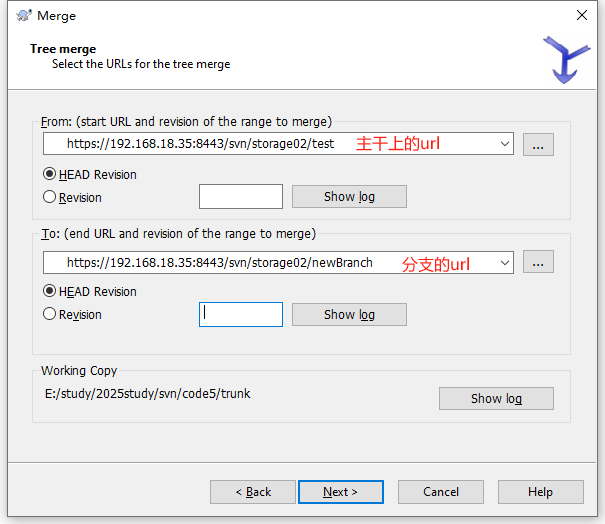 Merge
Tree merge
Select the URLs for the tree merge
From: (start URL and revision of the range to merge)
https://192.168.18.35:8443/svn/storage02/test 主干上的url
...
HEAD Revision
Revision
Show log
To: (end URL and revision of the range to merge)
https://192.168.18.35:8443/svn/storage02/newBranch 分支的url
...
HEAD Revision
Revision
Show log
Working Copy
E:/study/2025study/svn/code5/trunk
Show log
< Back
Next >
Cancel
Help